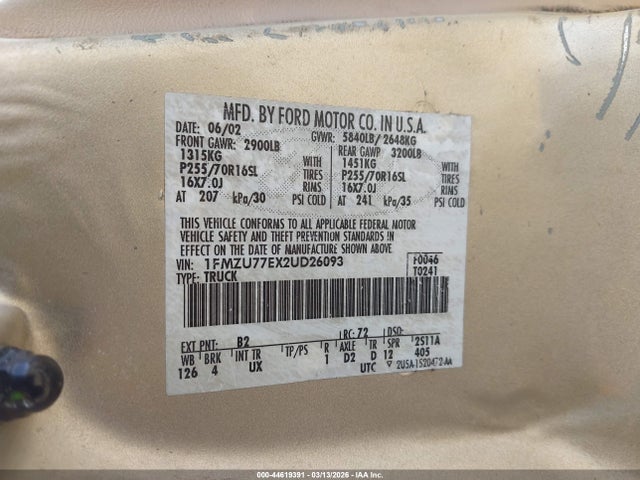 MFD. BY FORD MOTOR CO. IN U.S.A.
DATE: 06/02 GVWR: 5840LB/ 2648KG
FRONT GAWR: 2900LB REAR GAWR 3200LB
1315KG WITH 1451KG WITH
P255/70R16SL TIRES P255/70R16SL TIRES
16X7.0J RIMS 16X7.0J RIMS
AT 207 kPa/30 PSI COLD AT 241 kPa/35 PSI COLD
THIS VEHICLE CONFORMS TO ALL APPLICABLE FEDERAL MOTOR
VEHICLE SAFETY AND THEFT PREVENTION STANDARDS IN
EFFECT ON THE DATE OF MANUFACTURE SHOWN ABOVE.
VIN: 1FMZU77EX2UD26093 F0046
TYPE: TRUCK T0241
EXT PNT: B2 RC: 72 DSO:
WB BRK INT TR TP/PS R AXLE TR SPR 2S11A
126 4 UX 1 D2 D 12 405
UTC ▽ 2U5A-1520472-AA
000-44619391 - 03/13/2026 - IAA Inc.